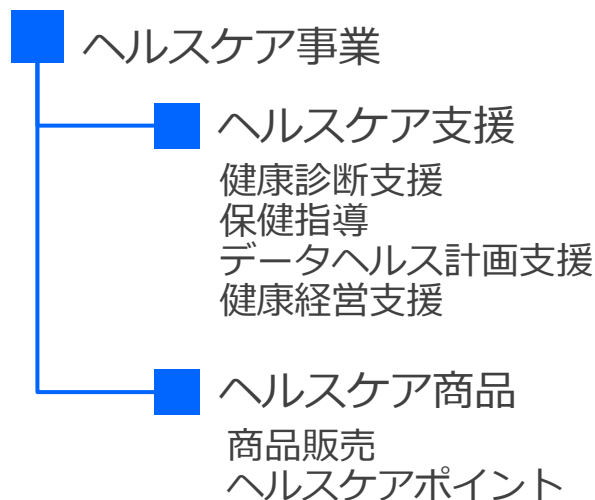 ヘルスケア事業
ヘルスケア支援
健康診断支援
保健指導
データヘルス計画支援
健康経営支援
ヘルスケア商品
商品販売
ヘルスケアポイント